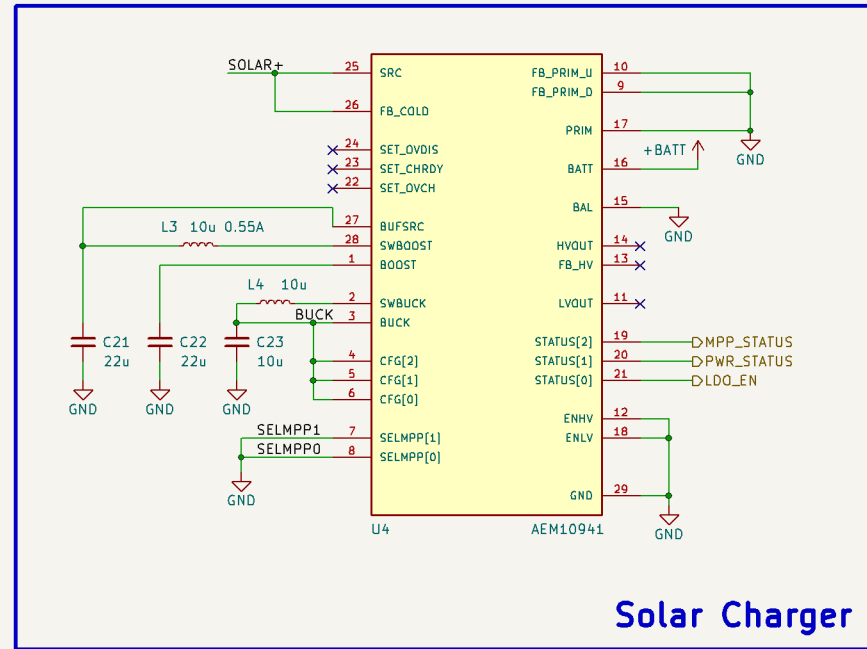 SOLAR+
25 SRC
26 FB_COLD
24 SET_OVDIS
23 SET_CHRDY
22 SET_OVCH
27 BUFSRC
L3 10u 0.55A
28 SWBOOST
1 BOOST
L4 10u
2 SWBUCK
BUCK
3 BUCK
C21
22u
C22
22u
C23
10u
4 CFG[2]
5 CFG[1]
6 CFG[0]
GND
GND
GND
SELMPP1
7 SELMPP[1]
SELMPP0
8 SELMPP[0]
GND
FB_PRIM_U 10
FB_PRIM_D 9
PRIM 17
GND
+BATT
BATT 16
BAL 15
GND
HVOUT 14
FB_HV 13
LVOUT 11
STATUS[2] 19 MPP_STATUS
STATUS[1] 20 PWR_STATUS
STATUS[0] 21 LDO_EN
ENHV 12
ENLV 18
GND 29
GND
U4
AEM10941
Solar Charger